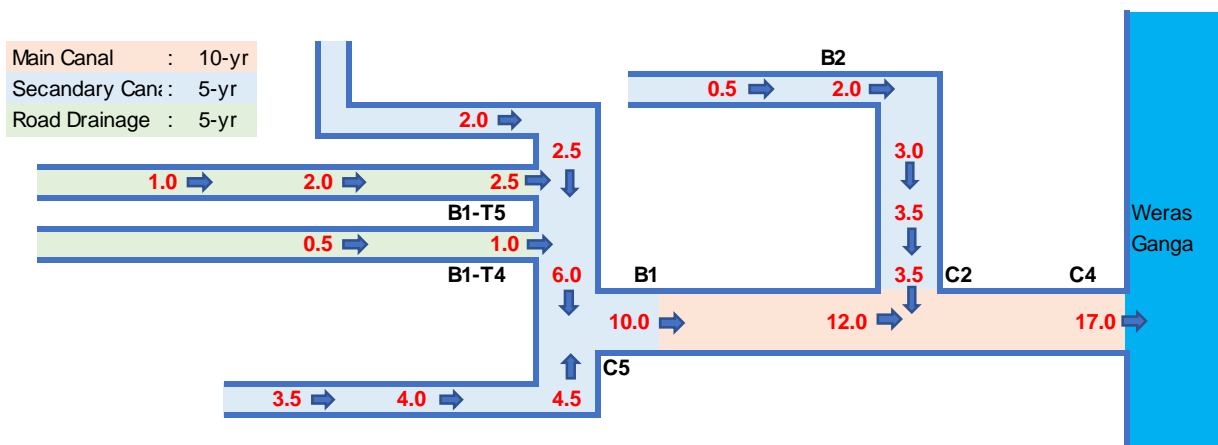 Main Canal : 10-yr
Secandary Cana: 5-yr
Road Drainage : 5-yr
B2
0.5 2.0
2.0
2.5
3.0
1.0 2.0 2.5
B1-T5
3.5
Weras
Ganga
0.5 1.0
B1-T4
6.0
B1
3.5
C2
C4
10.0
12.0
17.0
C5
3.5 4.0 4.5